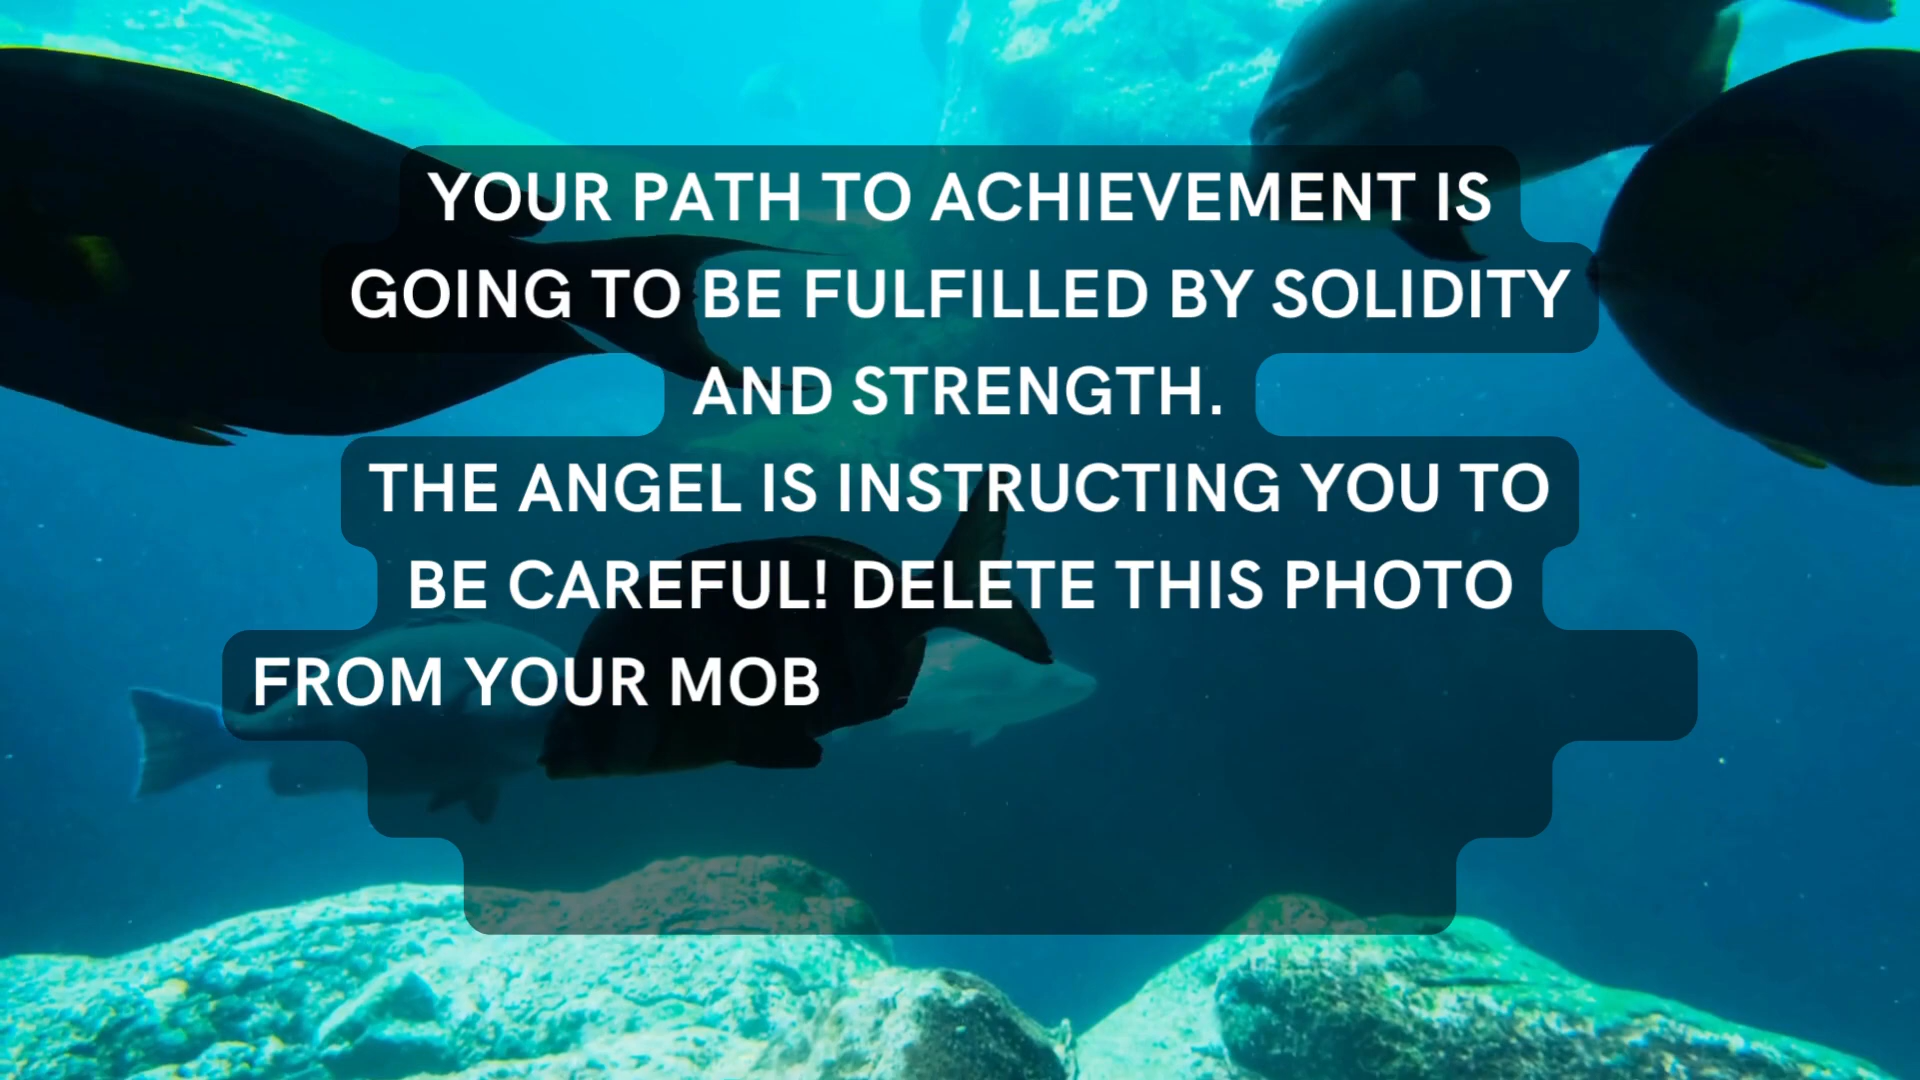 YOUR PATH TO ACHIEVEMENT IS
GOING TO BE FULFILLED BY SOLIDITY
AND STRENGTH.
THE ANGEL IS INSTRUCTING YOU TO
BE CAREFUL! DELETE THIS PHOTO
FROM YOUR MOB